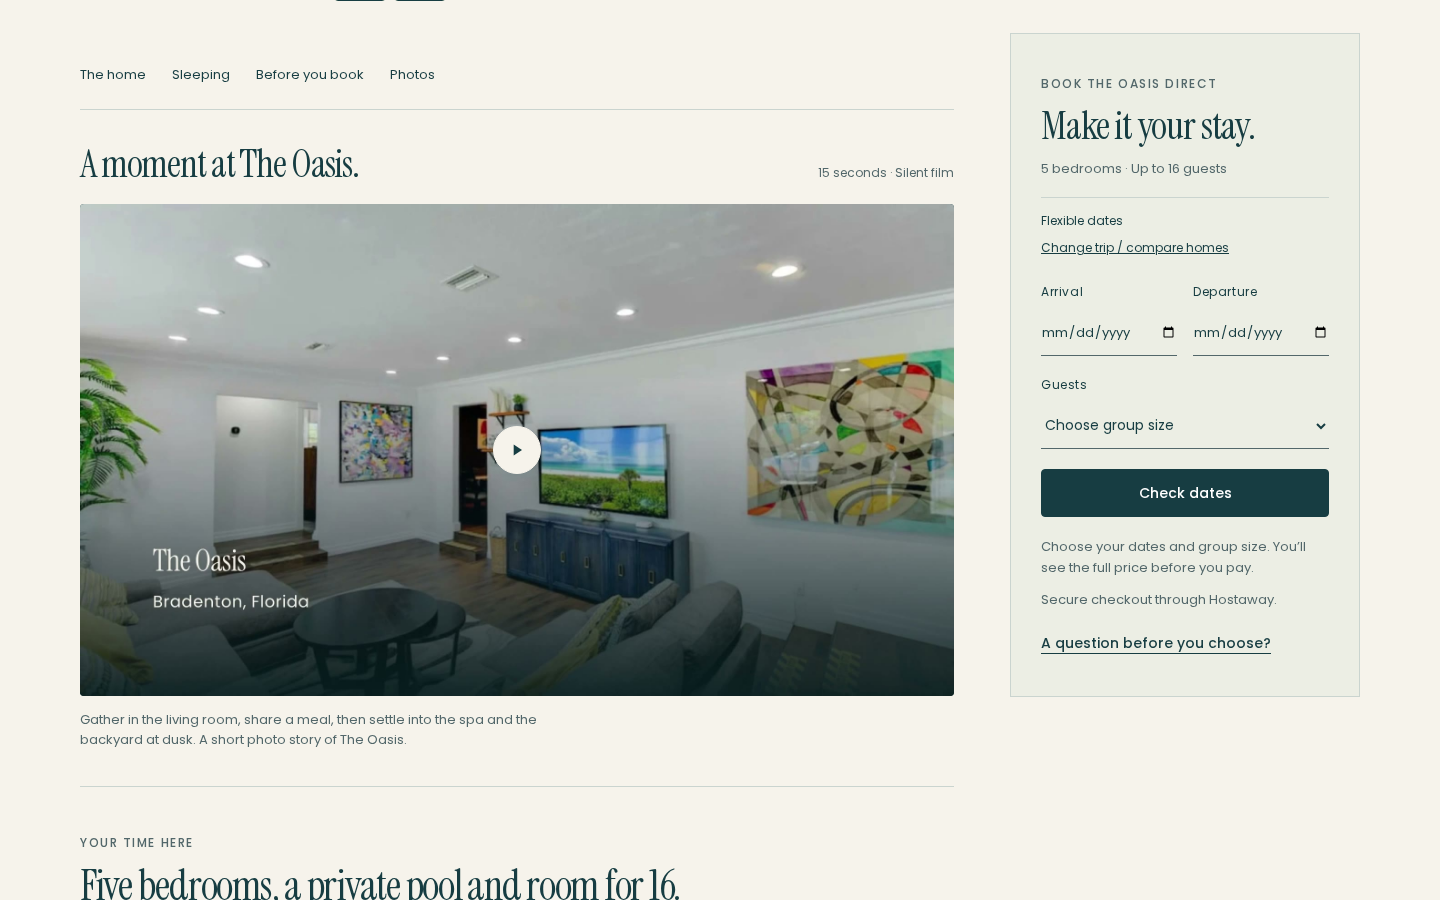 The home
Sleeping
Before you book
Photos
A moment at The Oasis.
15 seconds · Silent film
The Oasis
Bradenton, Florida
Gather in the living room, share a meal, then settle into the spa and the
backyard at dusk. A short photo story of The Oasis.
YOUR TIME HERE
Five bedrooms, a private pool and room for 16.
BOOK THE OASIS DIRECT
Make it your stay.
5 bedrooms · Up to 16 guests
Flexible dates
Change trip / compare homes
Arrival
Departure
mm/dd/yyyy
mm/dd/yyyy
Guests
Choose group size
Check dates
Choose your dates and group size. You’ll
see the full price before you pay.
Secure checkout through Hostaway.
A question before you choose?